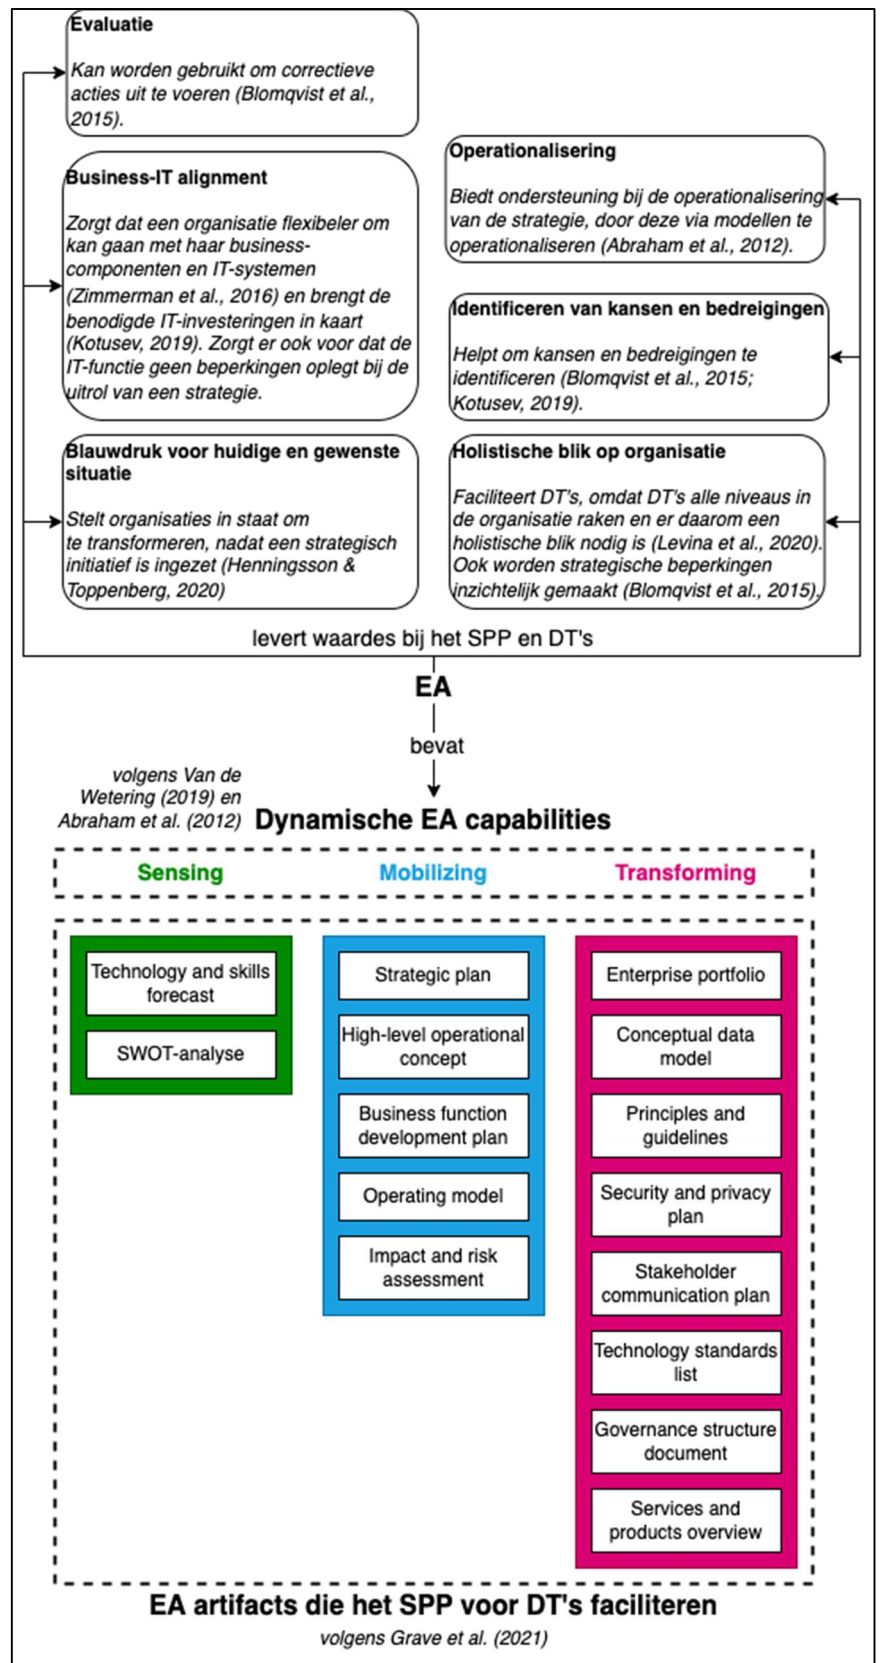 Evaluatie
Kan worden gebruikt om correctieve
acties uit te voeren (Blomqvist et al.,
2015).
Business-IT alignment
Zorgt dat een organisatie flexibeler om
kan gaan met haar business-
componenten en IT-systemen
(Zimmerman et al., 2016) en brengt de
benodigde IT-investeringen in kaart
(Kotusev, 2019). Zorgt er ook voor dat de
IT-functie geen beperkingen oplegt bij de
uitrol van een strategie.
Blauwdruk voor huidige en gewenste
situatie
Stelt organisaties in staat om
te transformeren, nadat een strategisch
initiatief is ingezet (Henningsson &
Toppenberg, 2020)
Operationalisering
Biedt ondersteuning bij de operationalisering
van de strategie, door deze via modellen te
operationaliseren (Abraham et al., 2012).
Identificeren van kansen en bedreigingen
Helpt om kansen en bedreigingen te
identificeren (Blomqvist et al., 2015;
Kotusev, 2019).
Holistische blik op organisatie
Faciliteert DT's, omdat DT's alle niveaus in
de organisatie raken en er daarom een
holistische blik nodig is (Levina et al., 2020).
Ook worden strategische beperkingen
inzichtelijk gemaakt (Blomqvist et al., 2015).
levert waardes bij het SPP en DT's
EA
bevat
volgens Van de
Wetering (2019) en
Abraham et al. (2012)
Dynamische EA capabilities
Sensing
Mobilizing
Transforming
Technology and skills
forecast
SWOT-analyse
Strategic plan
High-level operational
concept
Business function
development plan
Operating model
Impact and risk
assessment
Enterprise portfolio
Conceptual data
model
Principles and
guidelines
Security and privacy
plan
Stakeholder
communication plan
Technology standards
list
Governance structure
document
Services and
products overview
EA artifacts die het SPP voor DT's faciliteren
volgens Grave et al. (2021)